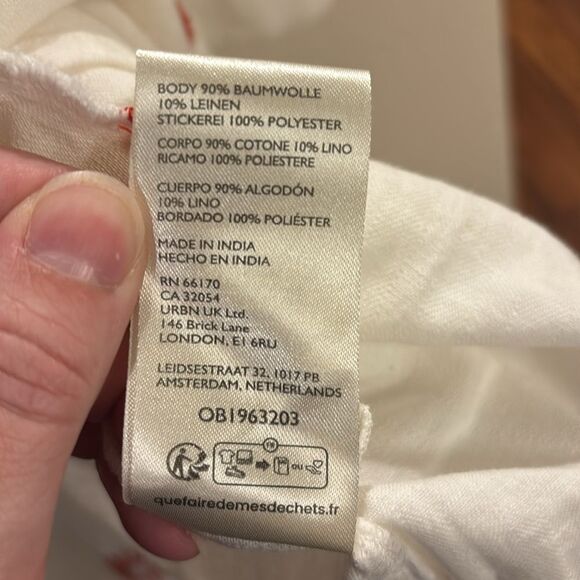 BODY 90% BAUMWOLLE
10% LEINEN
STICKEREI 100% POLYESTER
CORPO 90% COTONE 10% LINO
RICAMO 100% POLIESTERE
CUERPO 90% ALGODÓN
10% LINO
BORDADO 100% POLIÉSTER
MADE IN INDIA
HECHO EN INDIA
RN 66170
CA 32054
URBN UK Ltd.
146 Brick Lane
LONDON, E1 6RU
LEIDSESTRAAT 32, 1017 PB
AMSTERDAM, NETHERLANDS
OB1963203
FR
OU
quefairedemesdechets.fr